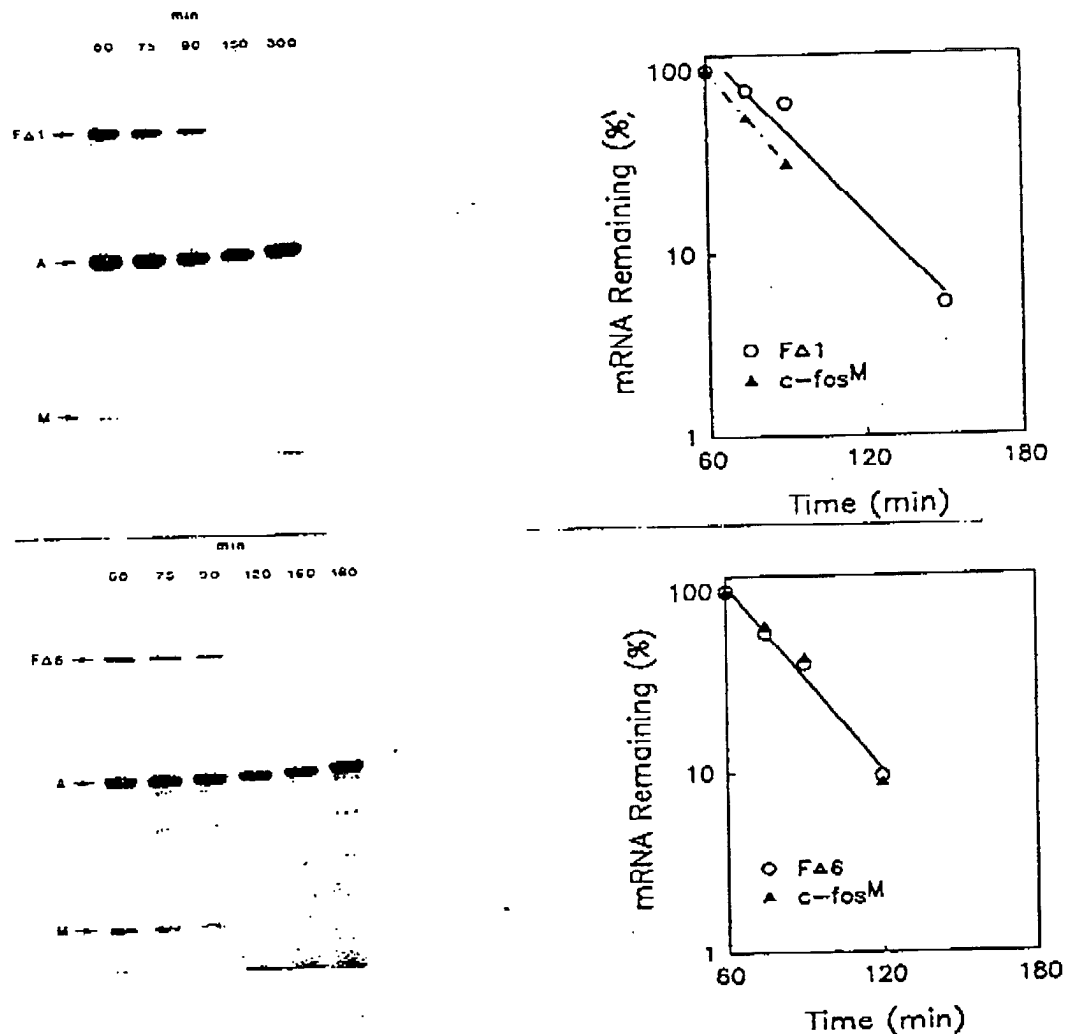 min
60 75 90 150 300
FΔ1
A
M
mRNA Remaining (%)
100
10
1
○ FΔ1
▲ c-fosM
60 120 180
Time (min)
min
60 75 90 120 150 180
FΔ6
A
M
mRNA Remaining (%)
100
10
1
○ FΔ6
▲ c-fosM
60 120 180
Time (min)